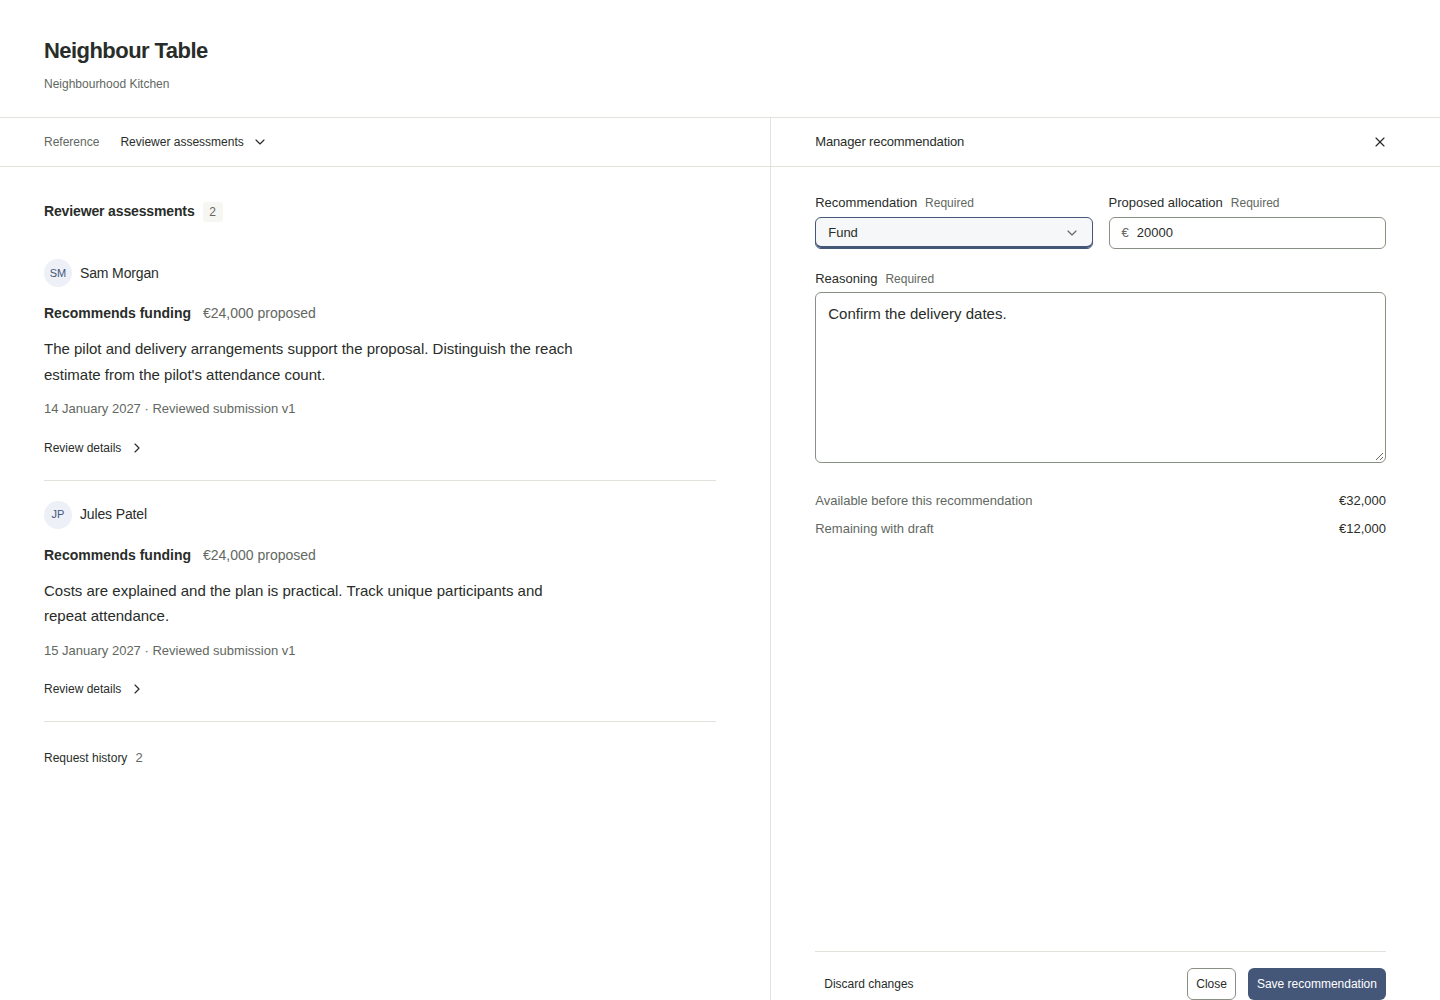 Neighbour Table
Neighbourhood Kitchen
Reference Reviewer assessments
Manager recommendation
Reviewer assessments 2
SM Sam Morgan
Recommends funding €24,000 proposed
The pilot and delivery arrangements support the proposal. Distinguish the reach
estimate from the pilot's attendance count.
14 January 2027 · Reviewed submission v1
Review details
JP Jules Patel
Recommends funding €24,000 proposed
Costs are explained and the plan is practical. Track unique participants and
repeat attendance.
15 January 2027 · Reviewed submission v1
Review details
Request history 2
Recommendation Required
Fund
Proposed allocation Required
€ 20000
Reasoning Required
Confirm the delivery dates.
Available before this recommendation €32,000
Remaining with draft €12,000
Discard changes Close Save recommendation